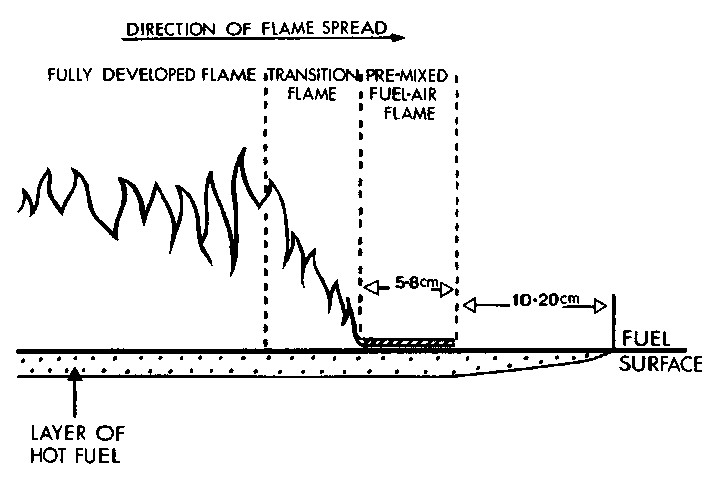 DIRECTION OF FLAME SPREAD
FULLY DEVELOPED FLAME
TRANSITION
FLAME
PRE-MIXED
FUEL-AIR
FLAME
5-8cm
10-20cm
FUEL
SURFACE
LAYER OF
HOT FUEL